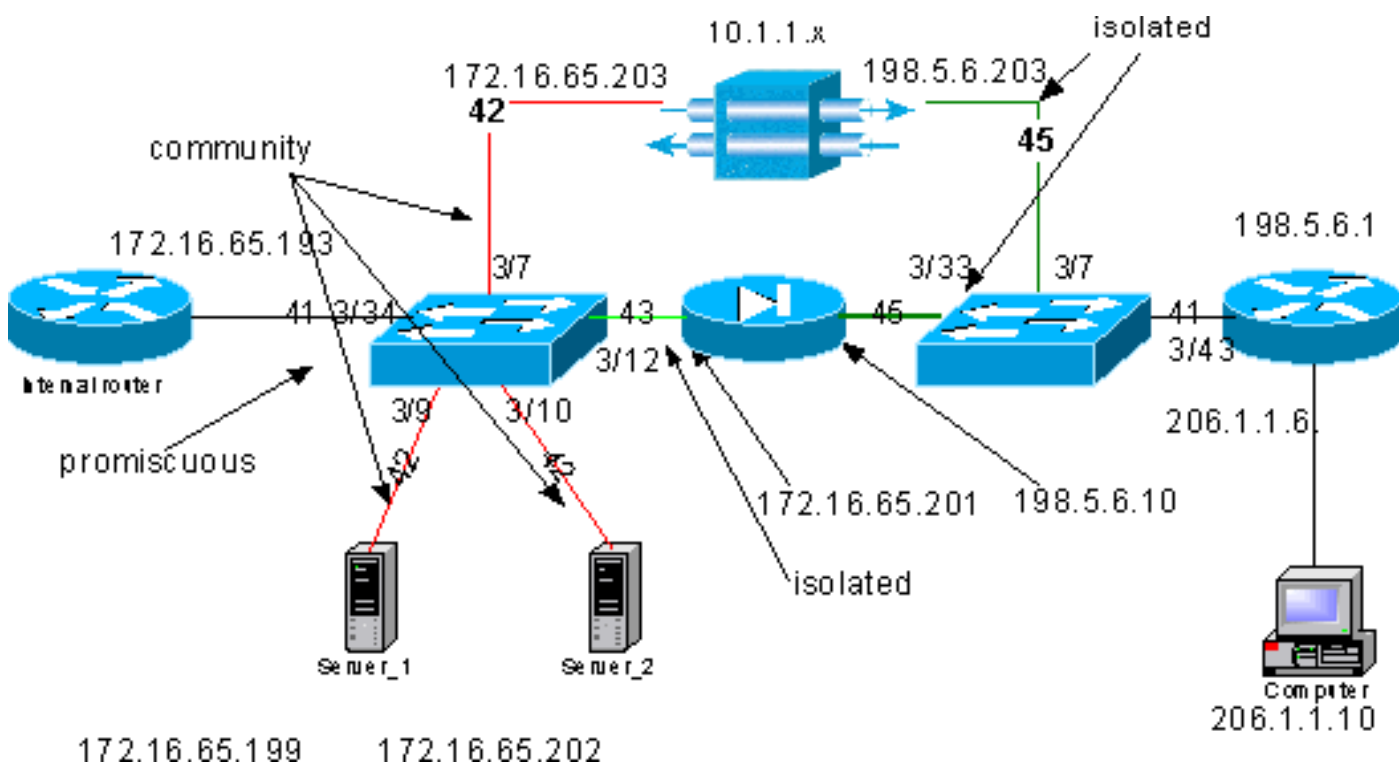 10.1.1.x
isolated
172.16.65.203
198.5.6.203
42
45
community
172.16.65.193
198.5.6.1
3/7
3/33
3/7
41
3/34
43
45
41
3/12
3/43
Internal router
3/9
3/10
206.1.1.6.
promiscuous
42
42
172.16.65.201
198.5.6.10
isolated
Server_1
Server_2
Computer
206.1.1.10
172.16.65.199
172.16.65.202